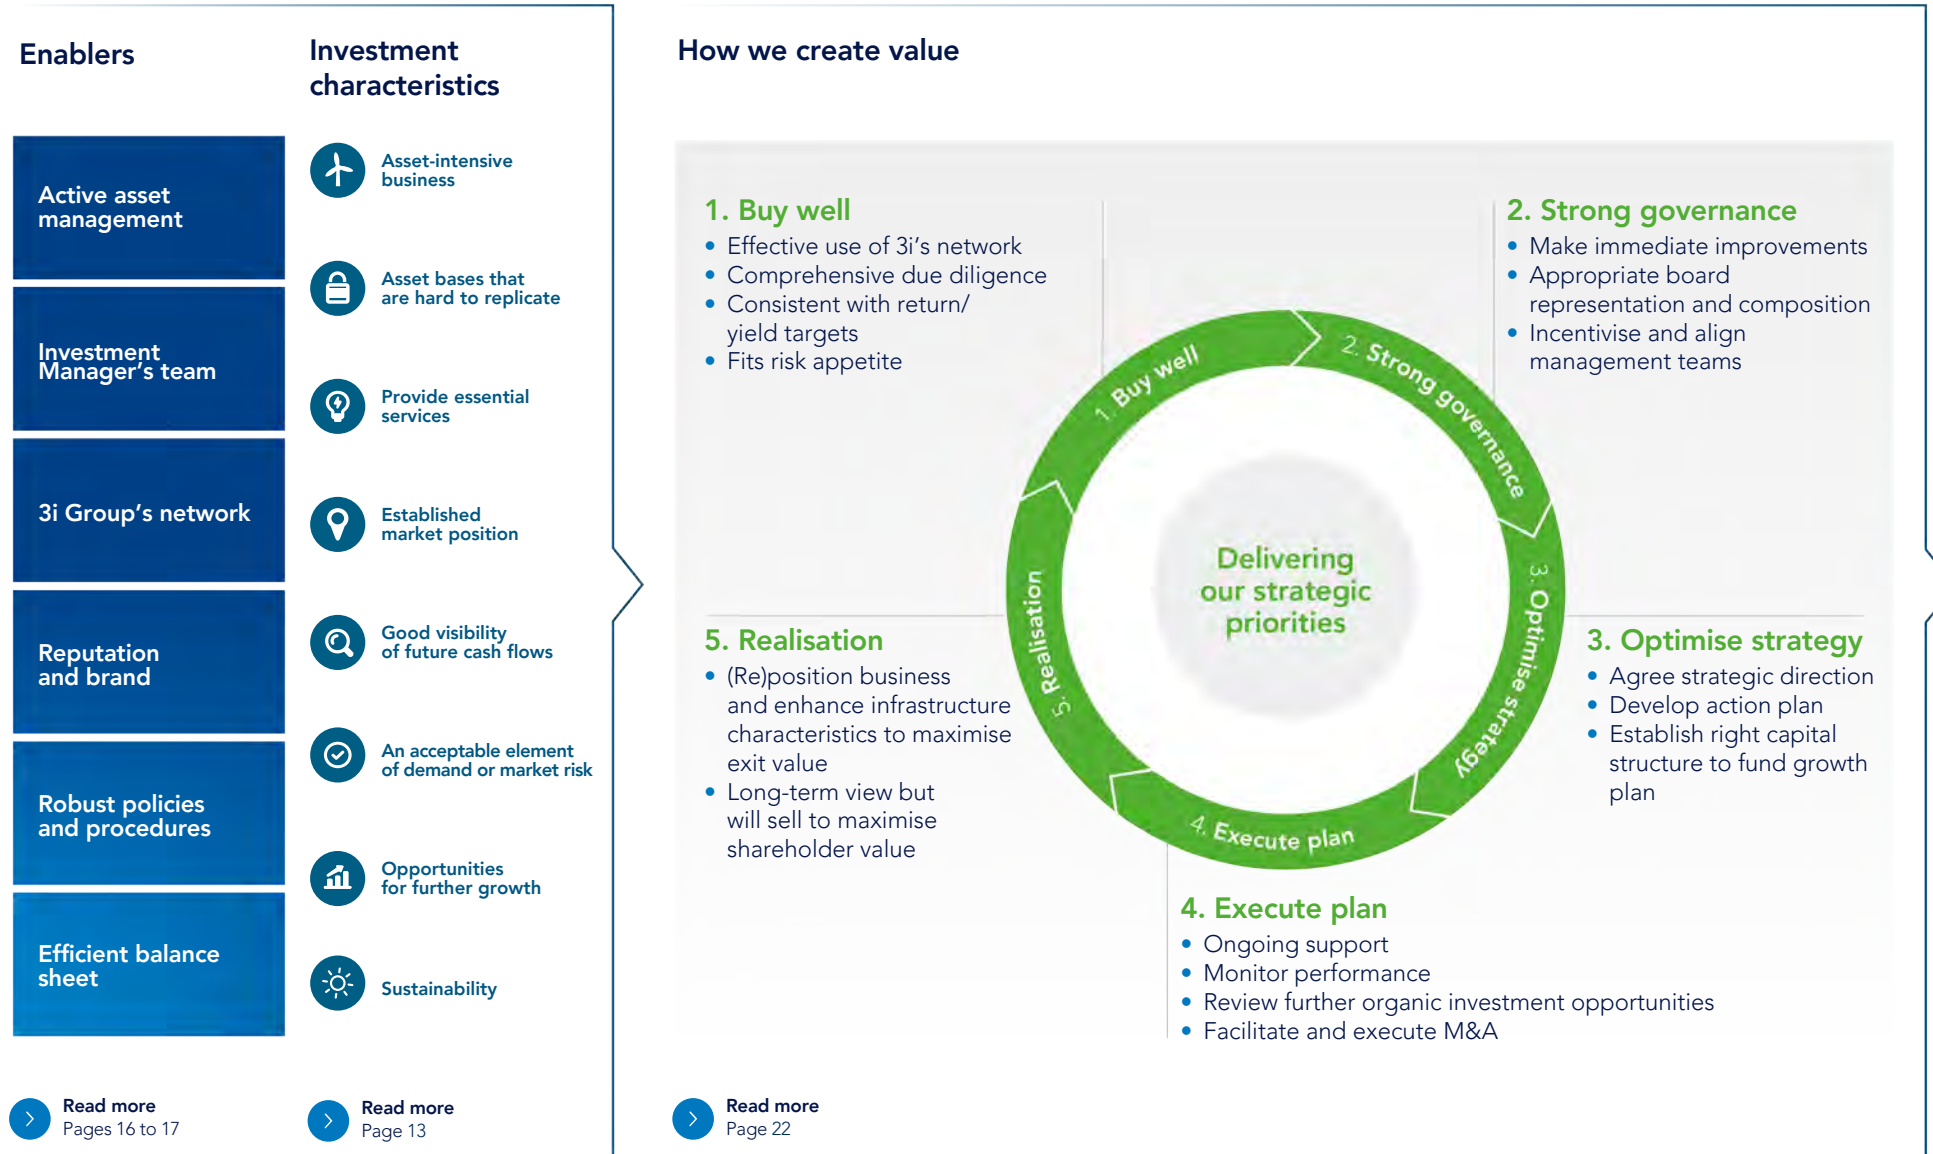 Enablers
Active asset
management
Investment
Manager's team
3i Group's network
Reputation
and brand
Robust policies
and procedures
Efficient balance
sheet
Read more
Pages 16 to 17
Investment
characteristics
Asset-intensive
business
Asset bases that
are hard to replicate
Provide essential
services
Established
market position
Good visibility
of future cash flows
An acceptable element
of demand or market risk
Opportunities
for further growth
Sustainability
Read more
Page 13
How we create value
1. Buy well
• Effective use of 3i's network
• Comprehensive due diligence
• Consistent with return/
yield targets
• Fits risk appetite
2. Strong governance
• Make immediate improvements
• Appropriate board
representation and composition
• Incentivise and align
management teams
3. Optimise strategy
• Agree strategic direction
• Develop action plan
• Establish right capital
structure to fund growth
plan
4. Execute plan
• Ongoing support
• Monitor performance
• Review further organic investment opportunities
• Facilitate and execute M&A
5. Realisation
• (Re)position business
and enhance infrastructure
characteristics to maximise
exit value
• Long-term view but
will sell to maximise
shareholder value
1. Buy well
2. Strong governance
3. Optimise strategy
4. Execute plan
5. Realisation
Delivering
our strategic
priorities
Read more
Page 22